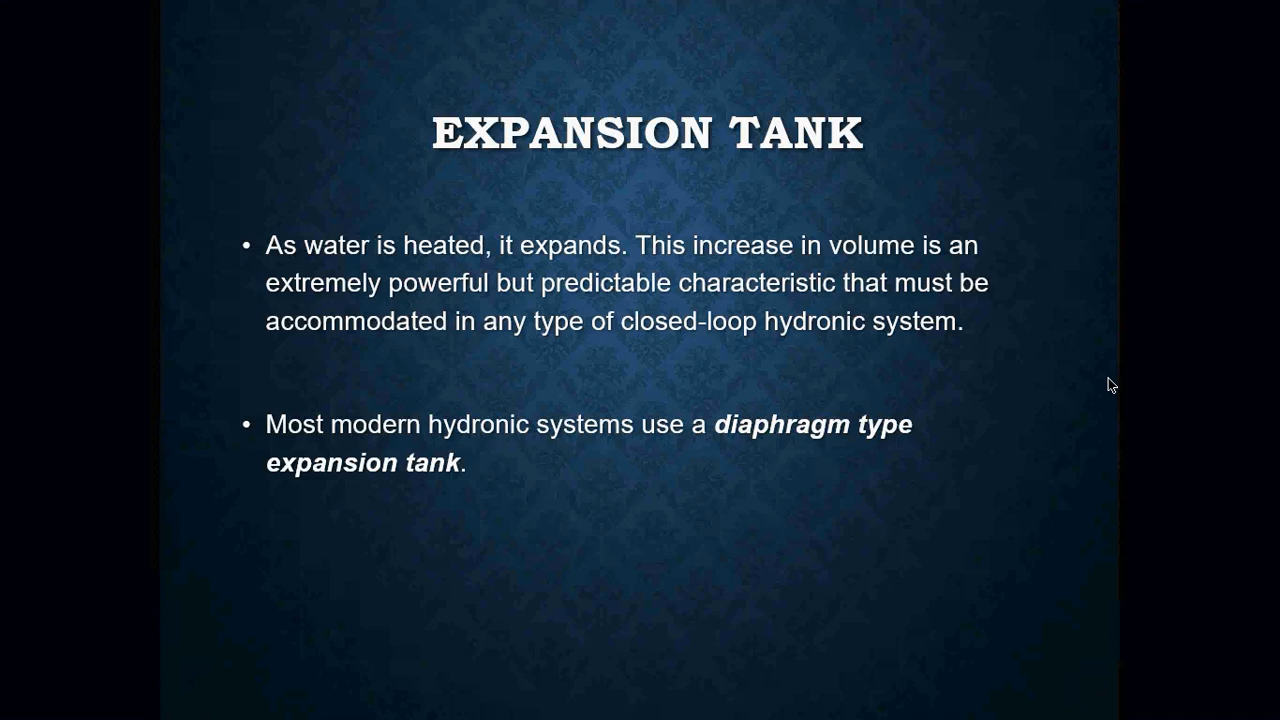 EXPANSION TANK
• As water is heated, it expands. This increase in volume is an
extremely powerful but predictable characteristic that must be
accommodated in any type of closed-loop hydronic system.
• Most modern hydronic systems use a diaphragm type
expansion tank.